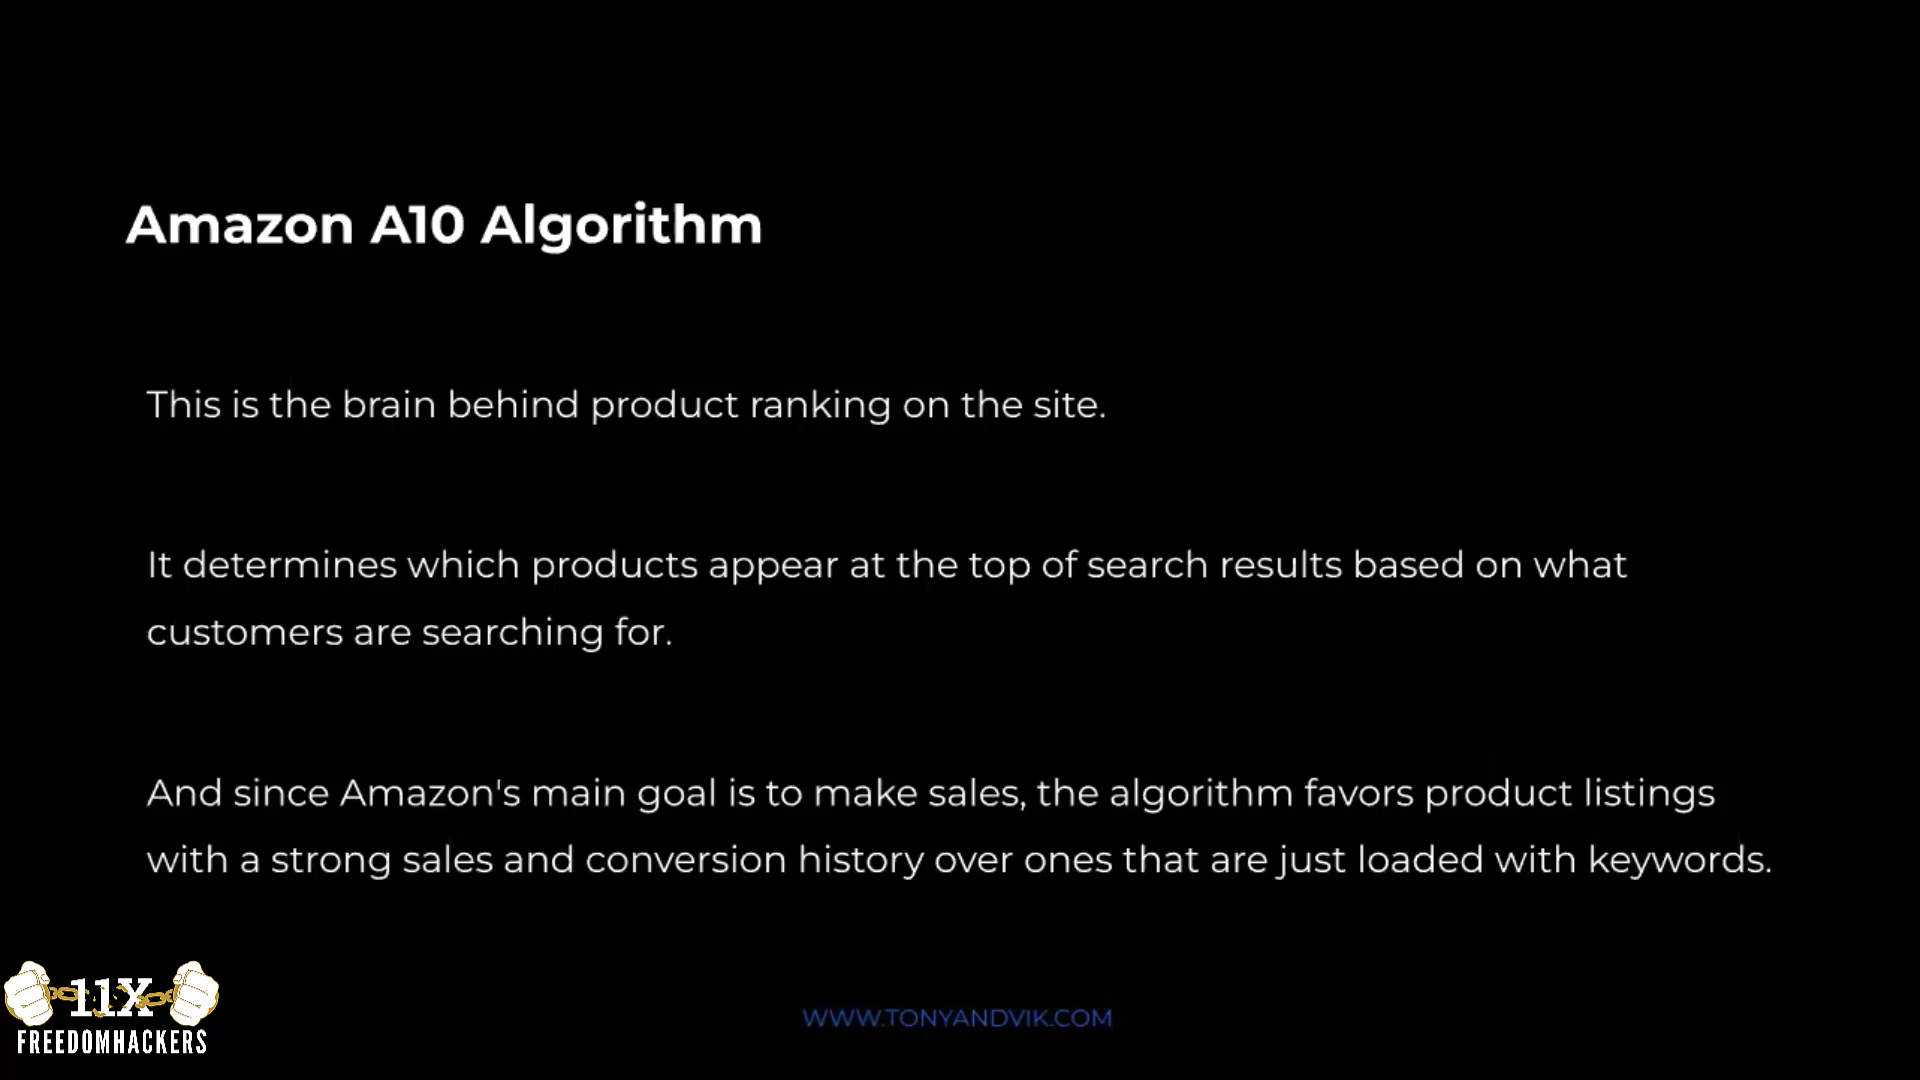 Amazon A10 Algorithm
This is the brain behind product ranking on the site.
It determines which products appear at the top of search results based on what
customers are searching for.
And since Amazon's main goal is to make sales, the algorithm favors product listings
with a strong sales and conversion history over ones that are just loaded with keywords.
11X
FREEDOMHACKERS
WWW.TONYANDVIK.COM